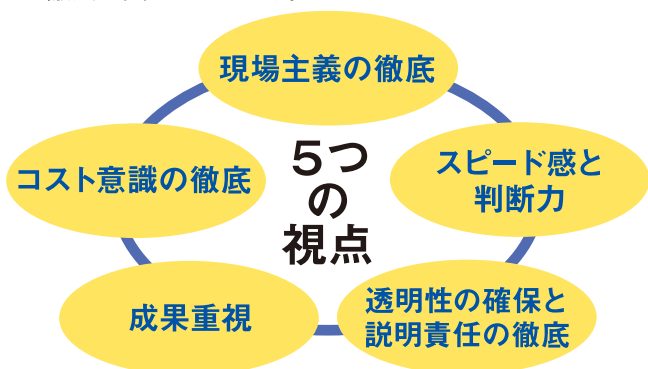 現場主義の徹底
スピード感と
判断力
透明性の確保と
説明責任の徹底
成果重視
コスト意識の徹底
5つ
の
視点